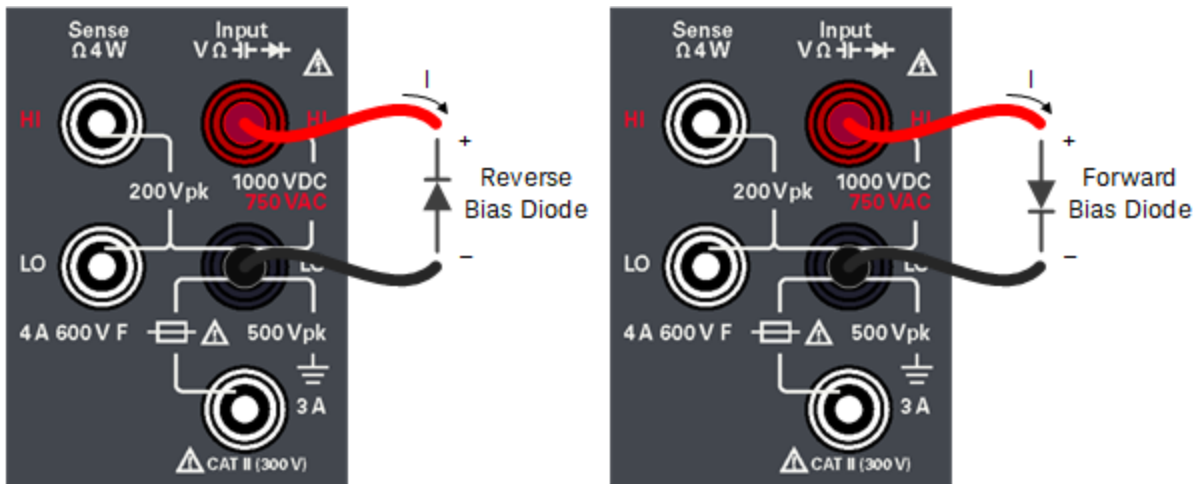 Sense
Ω 4 W
Input
V Ω
HI
HI
I
+
200 Vpk
1000 VDC
750 VAC
Reverse
Bias Diode
LO
LO
−
4 A 600 V F
500 Vpk
3 A
CAT II (300 V)
Sense
Ω 4 W
Input
V Ω
HI
HI
I
+
200 Vpk
1000 VDC
750 VAC
Forward
Bias Diode
LO
LO
−
4 A 600 V F
500 Vpk
3 A
CAT II (300 V)